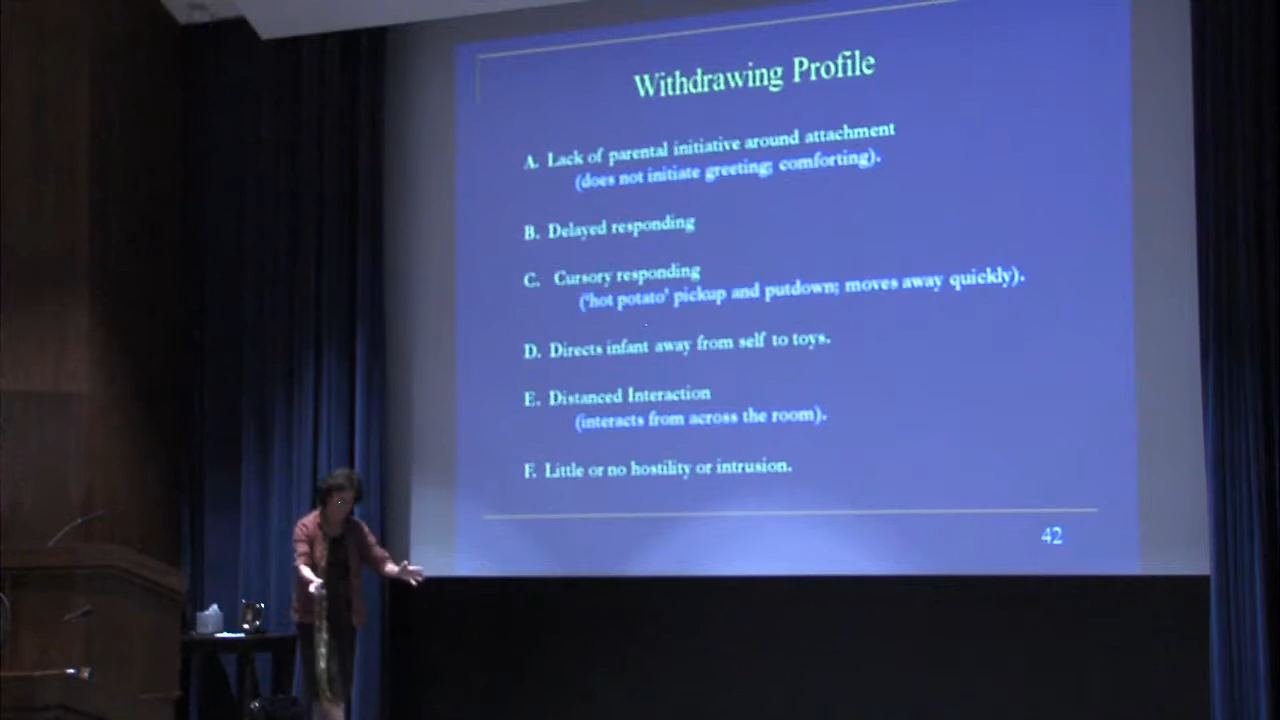 Withdrawing Profile
A. Lack of parental initiative around attachment
(does not initiate greeting; comforting).
B. Delayed responding
C. Cursory responding
('hot potato' pickup and putdown; moves away quickly).
D. Directs infant away from self to toys.
E. Distanced Interaction
(interacts from across the room).
F. Little or no hostility or intrusion.
42